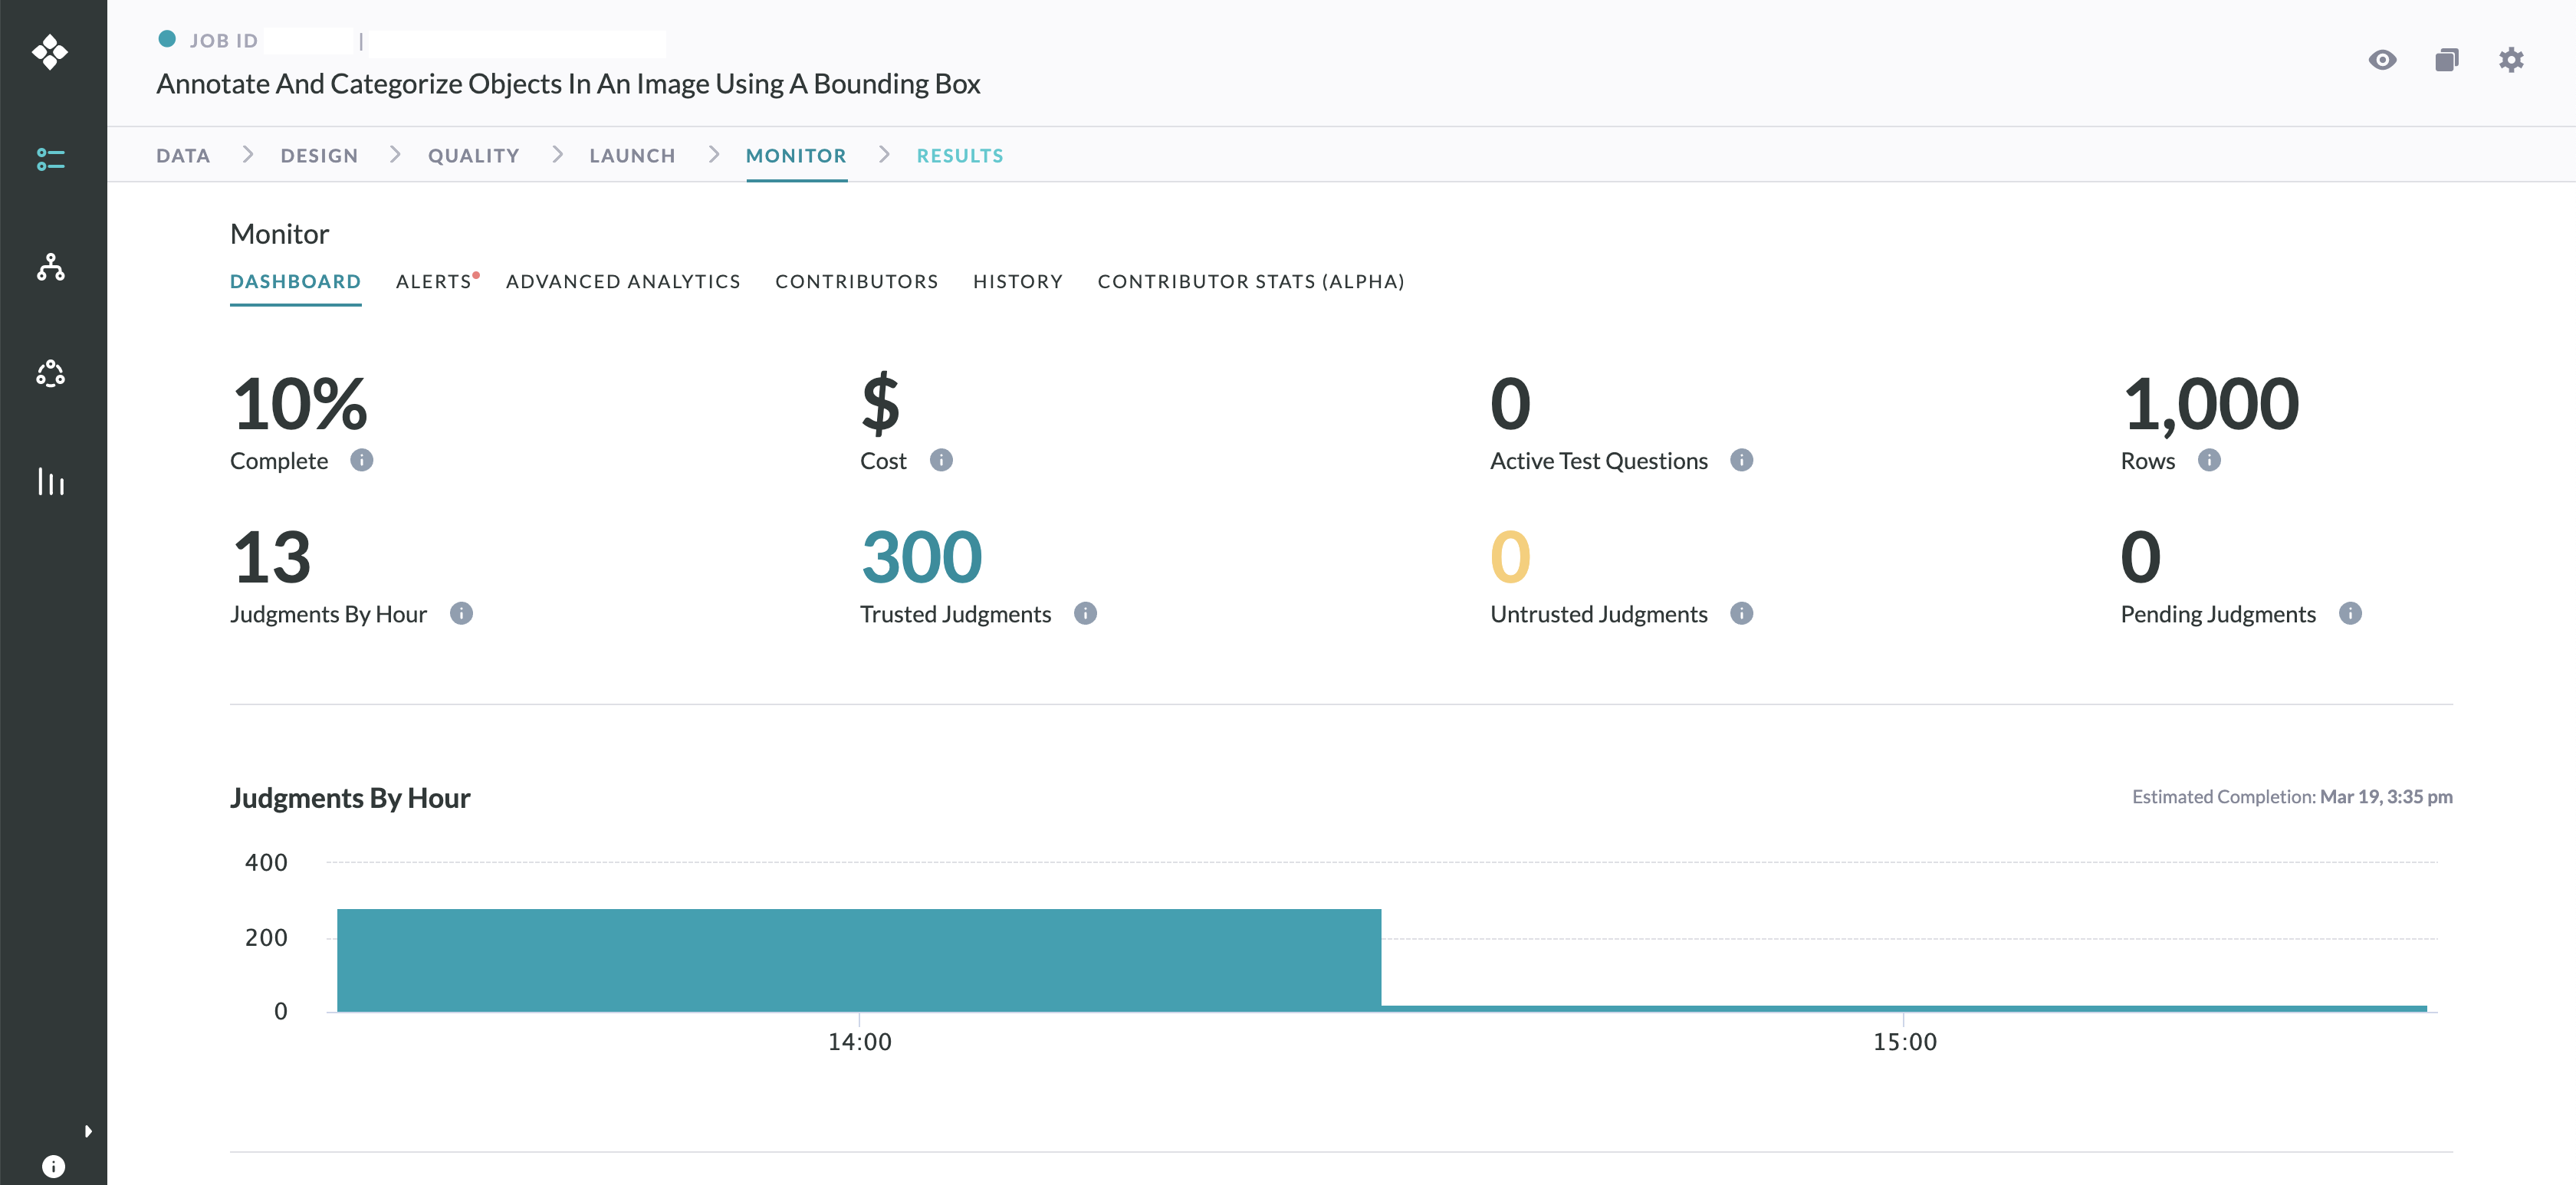 JOB ID |
Annotate And Categorize Objects In An Image Using A Bounding Box
DATA DESIGN QUALITY LAUNCH MONITOR RESULTS
Monitor
DASHBOARD ALERTS ADVANCED ANALYTICS CONTRIBUTORS HISTORY CONTRIBUTOR STATS (ALPHA)
10% $ 0 1,000
Complete Cost Active Test Questions Rows
13 300 0 0
Judgments By Hour Trusted Judgments Untrusted Judgments Pending Judgments
Judgments By Hour Estimated Completion: Mar 19, 3:35 pm
400
200
0
14:00 15:00